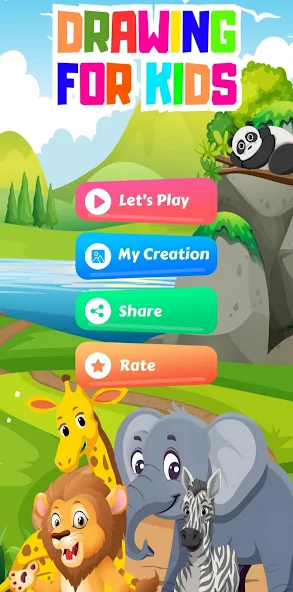 DRAWING
FOR KIDS
Let's Play
My Creation
Share
Rate